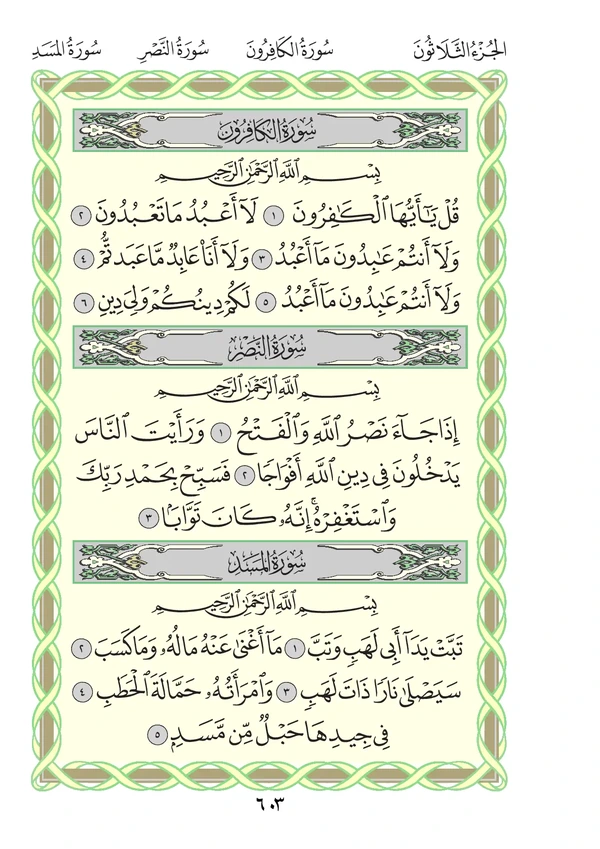 الجُزْءُ الثَّلَاثُونَ سُورَةُ الكَافِرُونَ سُورَةُ النَّصْرِ سُورَةُ المَسَدِ
سُورَةُ الكَافِرُونَ
بِسْمِ ٱللَّهِ ٱلرَّحْمَٰنِ ٱلرَّحِيمِ
قُلْ يَٰٓأَيُّهَا ٱلْكَٰفِرُونَ ١ لَآ أَعْبُدُ مَا تَعْبُدُونَ ٢
وَلَآ أَنتُمْ عَٰبِدُونَ مَآ أَعْبُدُ ٣ وَلَآ أَنَا۠ عَابِدٌ مَّا عَبَدتُّمْ ٤
وَلَآ أَنتُمْ عَٰبِدُونَ مَآ أَعْبُدُ ٥ لَكُمْ دِينُكُمْ وَلِيَ دِينِ ٦
سُورَةُ النَّصْرِ
بِسْمِ ٱللَّهِ ٱلرَّحْمَٰنِ ٱلرَّحِيمِ
إِذَا جَآءَ نَصْرُ ٱللَّهِ وَٱلْفَتْحُ ١ وَرَأَيْتَ ٱلنَّاسَ
يَدْخُلُونَ فِي دِينِ ٱللَّهِ أَفْوَاجًا ٢ فَسَبِّحْ بِحَمْدِ رَبِّكَ
وَٱسْتَغْفِرْهُۚ إِنَّهُۥ كَانَ تَوَّابًۢا ٣
سُورَةُ المَسَدِ
بِسْمِ ٱللَّهِ ٱلرَّحْمَٰنِ ٱلرَّحِيمِ
تَبَّتْ يَدَآ أَبِي لَهَبٍ وَتَبَّ ١ مَآ أَغْنَىٰ عَنْهُ مَالُهُۥ وَمَا كَسَبَ ٢
سَيَصْلَىٰ نَارًا ذَاتَ لَهَبٍ ٣ وَٱمْرَأَتُهُۥ حَمَّالَةَ ٱلْحَطَبِ ٤
فِي جِيدِهَا حَبْلٌ مِّن مَّسَدٍۭ ٥
٦٠٣